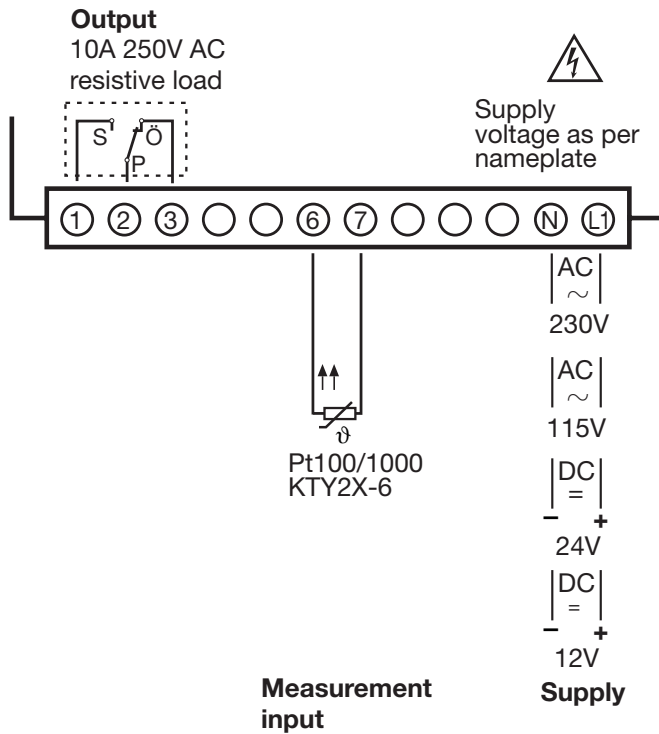 Output
10A 250V AC
resistive load
Supply
voltage as per
nameplate
S Ö
P
1 2 3 6 7 N L1
AC
~
230V
AC
~
115V
ϑ
Pt100/1000
KTY2X-6
DC
=
– +
24V
DC
=
– +
12V
Measurement
input
Supply